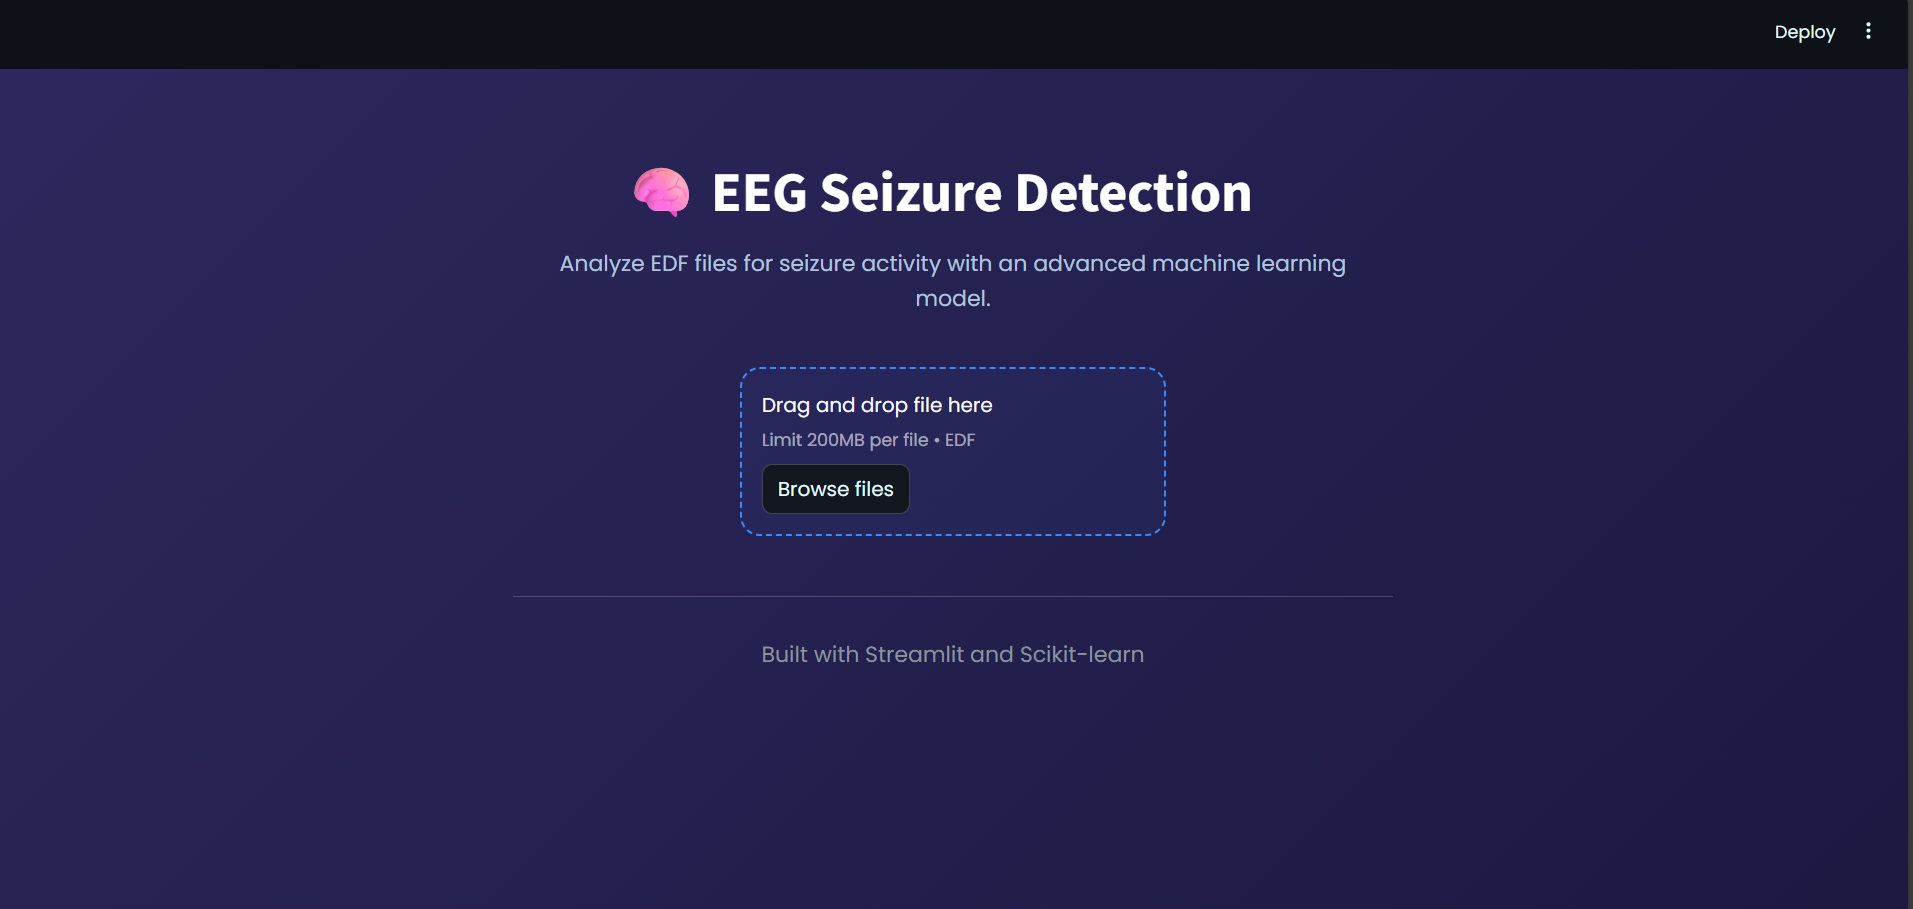 Deploy
EEG Seizure Detection
Analyze EDF files for seizure activity with an advanced machine learning
model.
Drag and drop file here
Limit 200MB per file • EDF
Browse files
Built with Streamlit and Scikit-learn